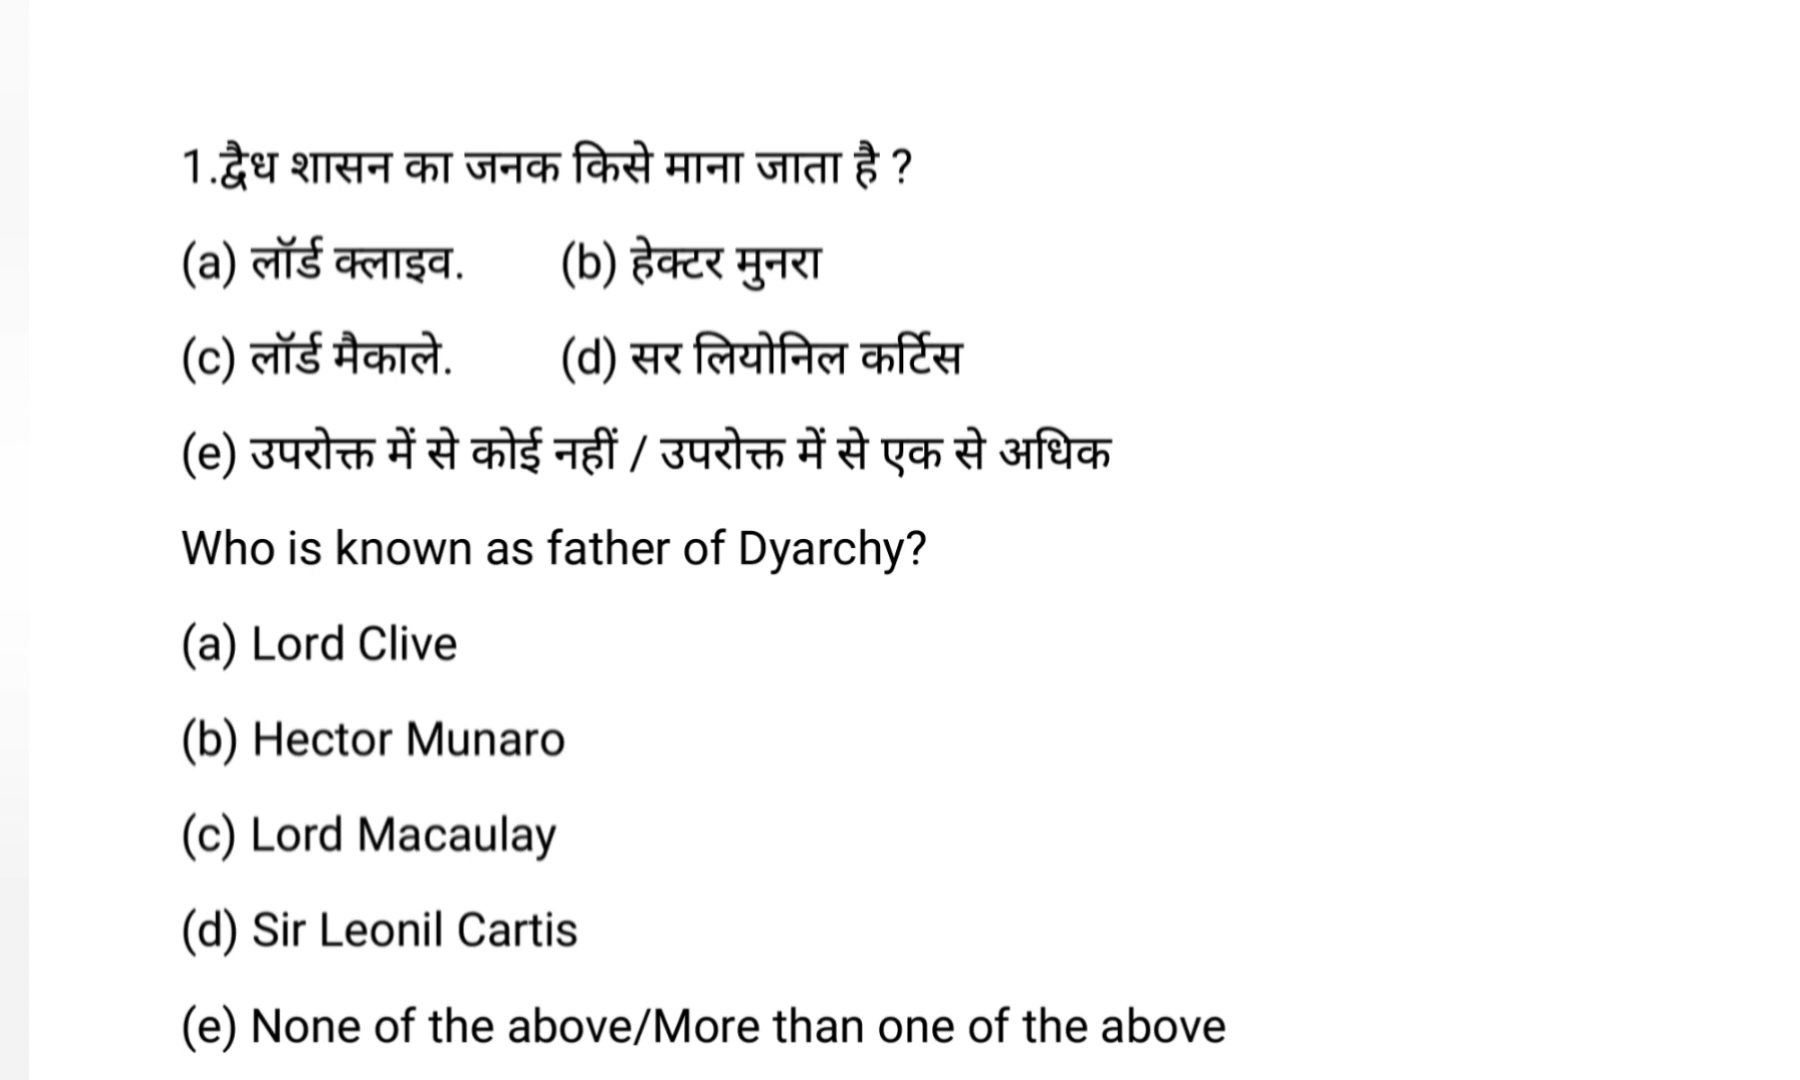 1.द्वैध शासन का जनक किसे माना जाता है ?
(a) लॉर्ड क्लाइव. (b) हेक्टर मुनरा
(c) लॉर्ड मैकाले. (d) सर लियोनिल कर्टिस
(e) उपरोक्त में से कोई नहीं / उपरोक्त में से एक से अधिक
Who is known as father of Dyarchy?
(a) Lord Clive
(b) Hector Munaro
(c) Lord Macaulay
(d) Sir Leonil Cartis
(e) None of the above/More than one of the above